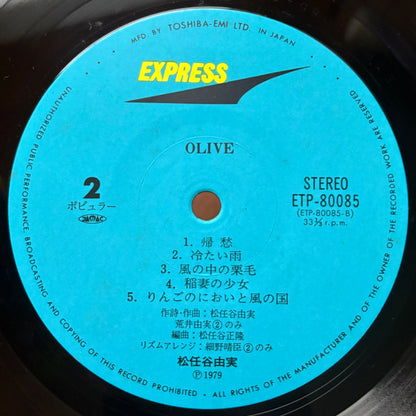 MFD. BY TOSHIBA-EMI LTD. IN JAPAN
EXPRESS
OLIVE
2
ポピュラー
STEREO
ETP-80085
(ETP-80085-B)
33⅓ r.p.m.
1. 帰愁
2. 冷たい雨
3. 風の中の栗毛
4. 稲妻の少女
5. りんごのにおいと風の国
作詩・作曲：松任谷由実
荒井由実②のみ
編曲：松任谷正隆
リズムアレンジ：細野晴臣②のみ
松任谷由実
Ⓟ1979
UNAUTHORIZED PUBLIC PERFORMANCE, BROADCASTING AND COPYING OF THIS RECORD PROHIBITED • ALL RIGHTS OF THE MANUFACTURER AND OF THE OWNER OF THE RECORDED WORK ARE RESERVED